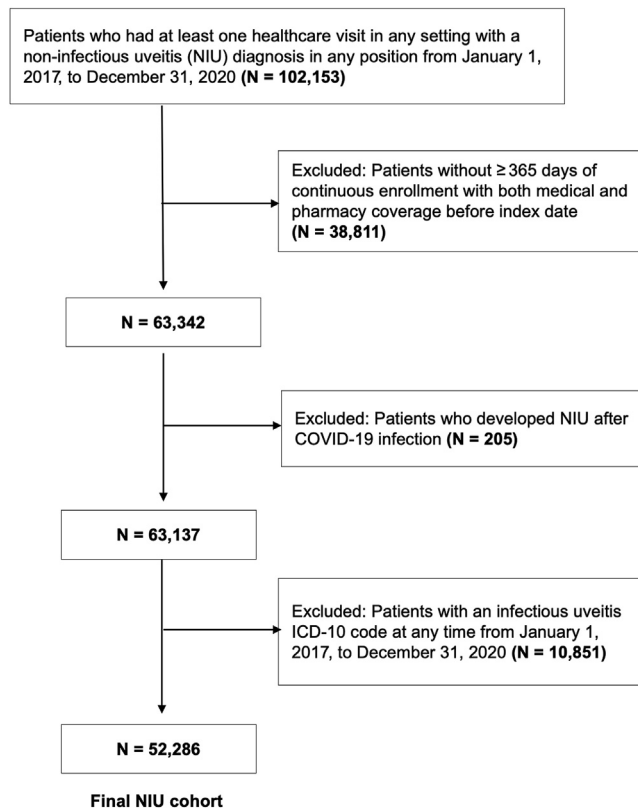 Patients who had at least one healthcare visit in any setting with a
non-infectious uveitis (NIU) diagnosis in any position from January 1,
2017, to December 31, 2020 (N = 102,153)
Excluded: Patients without ≥ 365 days of
continuous enrollment with both medical and
pharmacy coverage before index date
(N = 38,811)
N = 63,342
Excluded: Patients who developed NIU after
COVID-19 infection (N = 205)
N = 63,137
Excluded: Patients with an infectious uveitis
ICD-10 code at any time from January 1,
2017, to December 31, 2020 (N = 10,851)
N = 52,286
Final NIU cohort